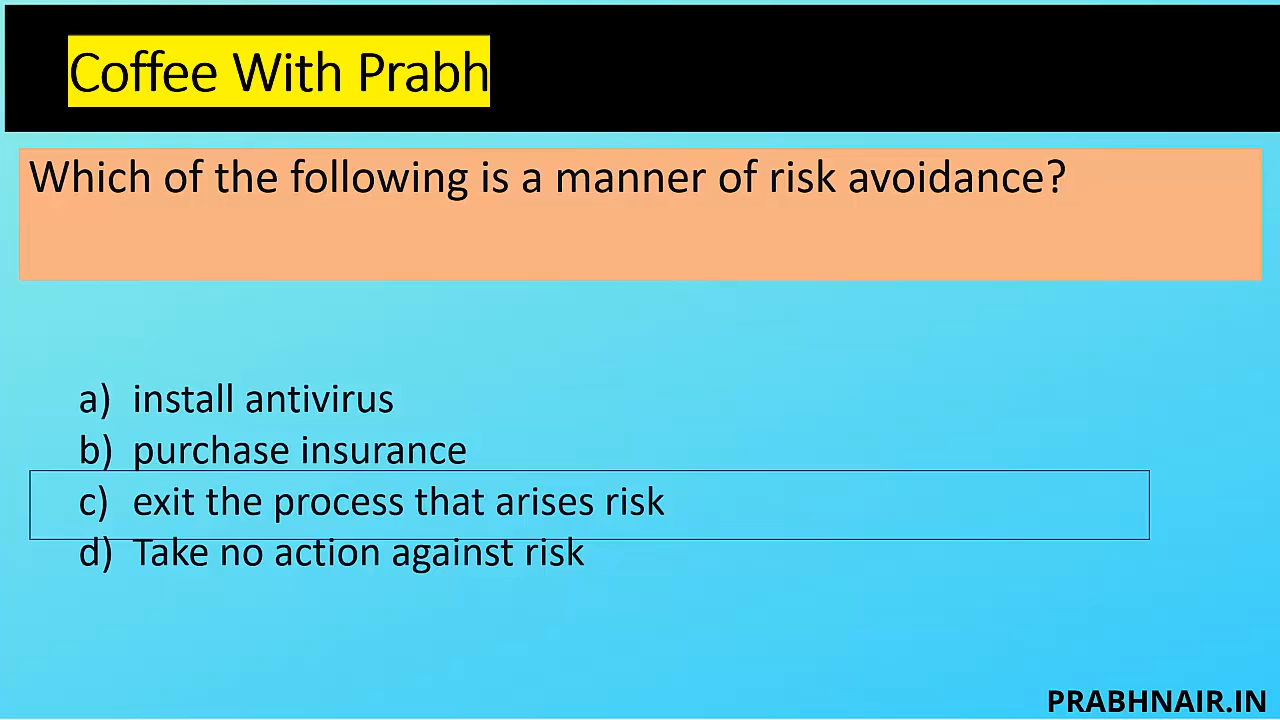 Coffee With Prabh
Which of the following is a manner of risk avoidance?
a) install antivirus
b) purchase insurance
c) exit the process that arises risk
d) Take no action against risk
PRABHNAIR.IN